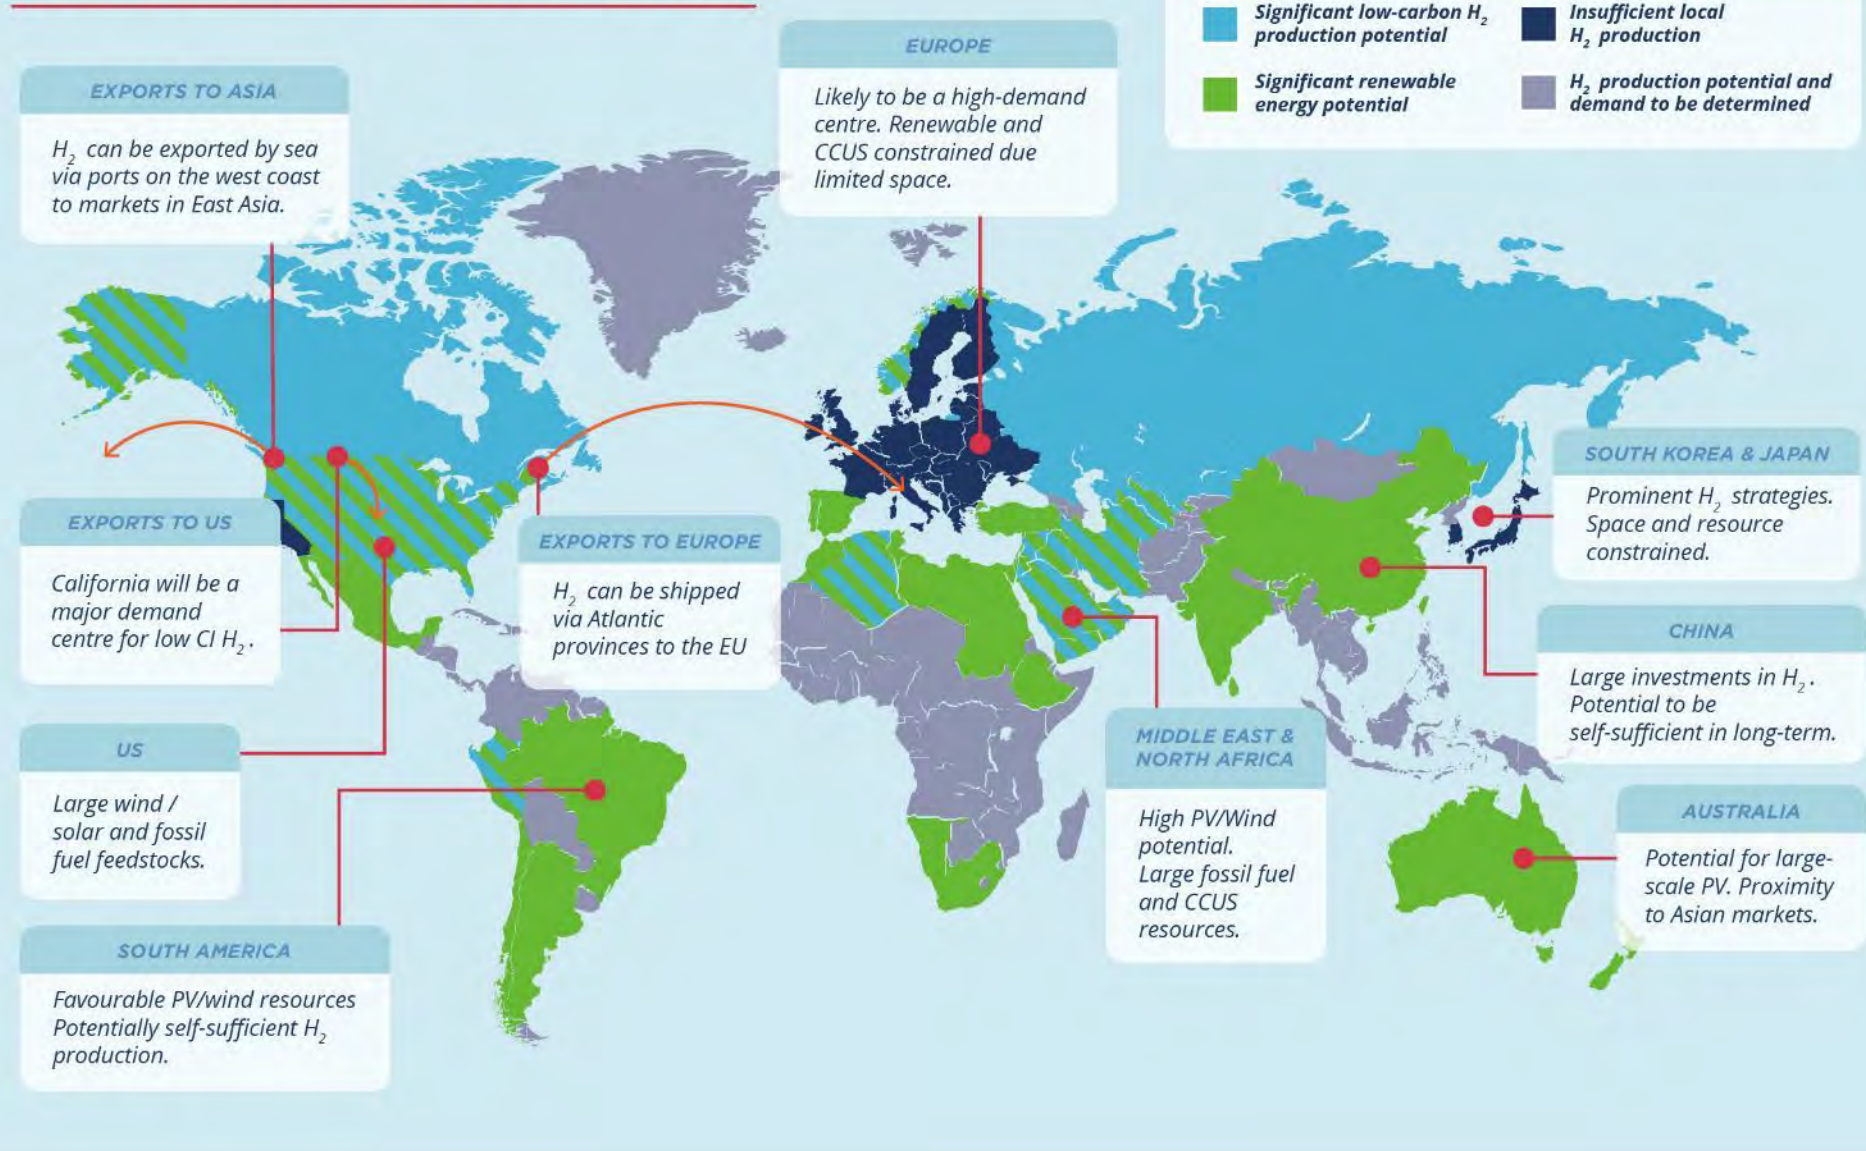 Significant low-carbon H2
production potential
Insufficient local
H2 production
Significant renewable
energy potential
H2 production potential and
demand to be determined
EXPORTS TO ASIA
H2 can be exported by sea
via ports on the west coast
to markets in East Asia.
EUROPE
Likely to be a high-demand
centre. Renewable and
CCUS constrained due
limited space.
EXPORTS TO US
California will be a
major demand
centre for low CI H2.
EXPORTS TO EUROPE
H2 can be shipped
via Atlantic
provinces to the EU
SOUTH KOREA & JAPAN
Prominent H2 strategies.
Space and resource
constrained.
CHINA
Large investments in H2.
Potential to be
self-sufficient in long-term.
US
Large wind /
solar and fossil
fuel feedstocks.
MIDDLE EAST &
NORTH AFRICA
High PV/Wind
potential.
Large fossil fuel
and CCUS
resources.
AUSTRALIA
Potential for large-
scale PV. Proximity
to Asian markets.
SOUTH AMERICA
Favourable PV/wind resources
Potentially self-sufficient H2
production.